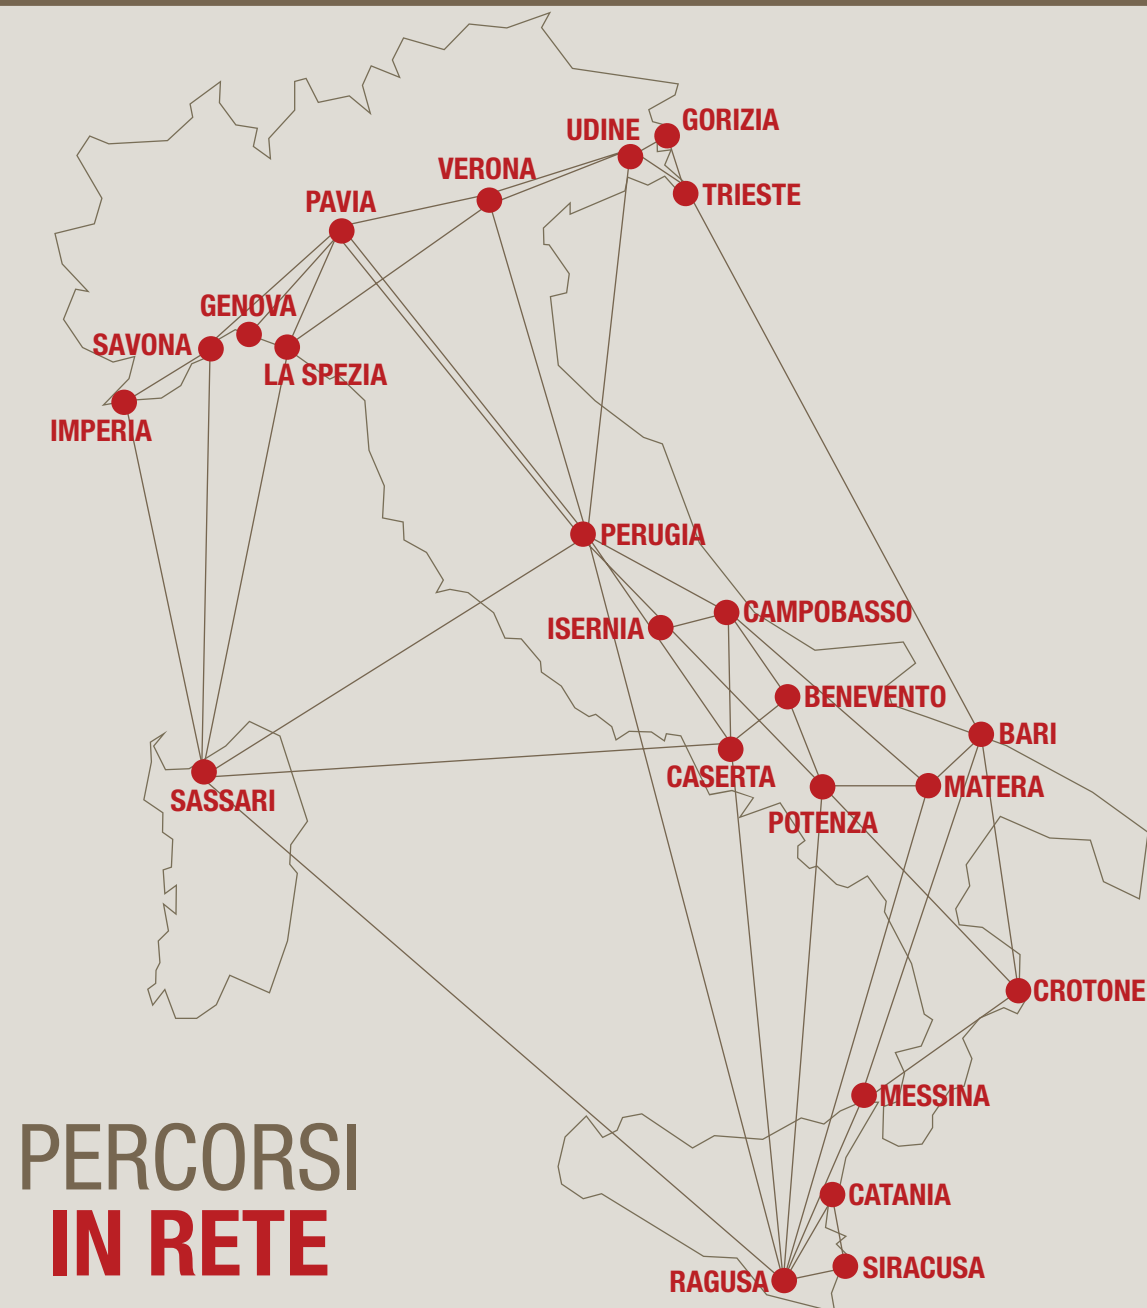 GORIZIA
UDINE
VERONA
TRIESTE
PAVIA
GENOVA
SAVONA
LA SPEZIA
IMPERIA
PERUGIA
CAMPOBASSO
ISERNIA
BENEVENTO
BARI
CASERTA
MATERA
SASSARI
POTENZA
CROTONE
MESSINA
PERCORSI
IN RETE
CATANIA
SIRACUSA
RAGUSA